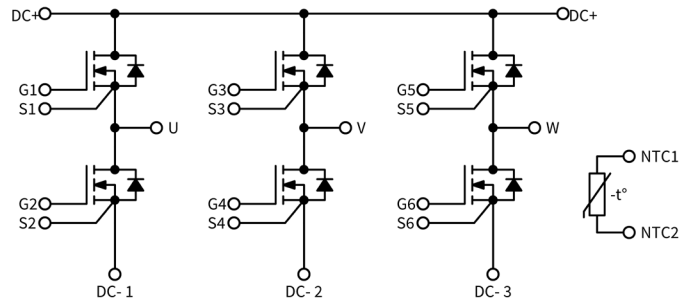 DC+ DC+
G1 G3 G5
S1 S3 S5
U V W
NTC1
-t°
G2 G4 G6
S2 S4 S6
NTC2
DC- 1 DC- 2 DC- 3